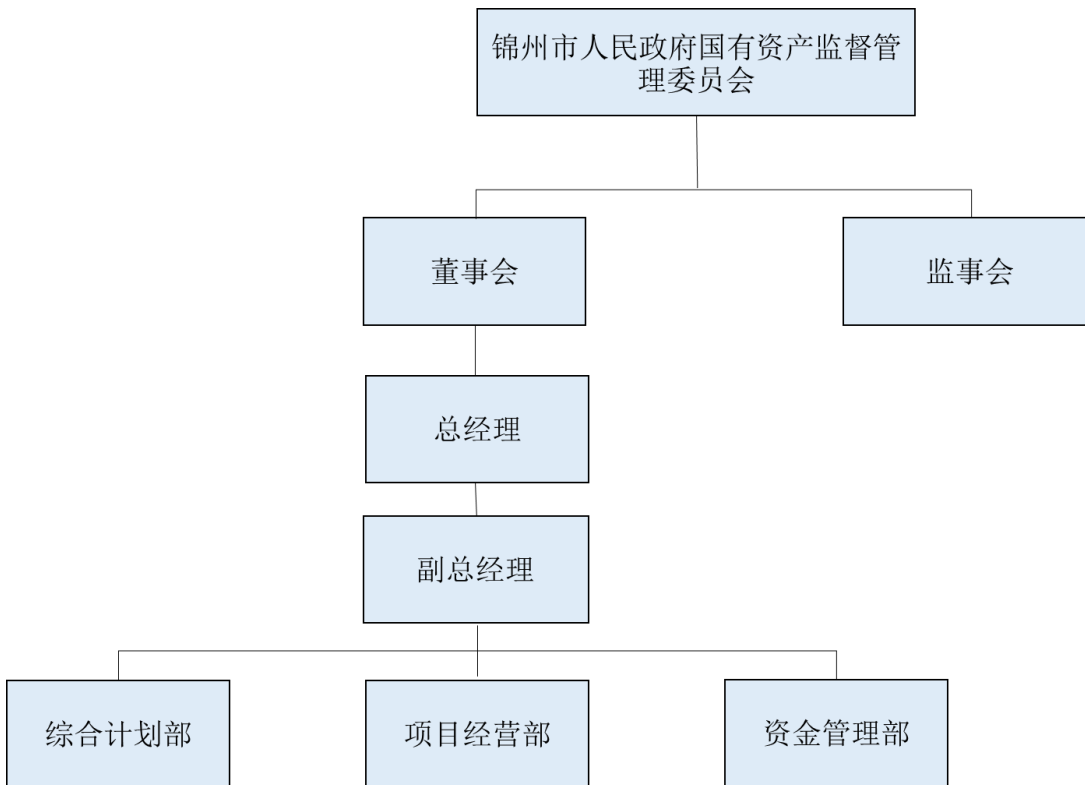 锦州市人民政府国有资产监督管
理委员会
董事会
监事会
总经理
副总经理
综合计划部
项目经营部
资金管理部